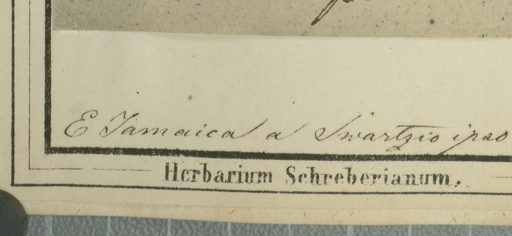 E Jamaica a Swartzio ipso
Herbarium Schreberianum.